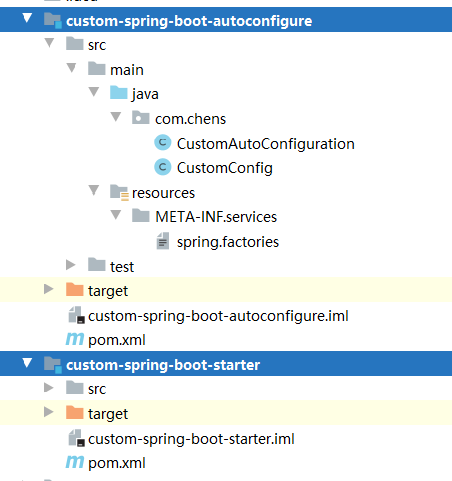 custom-spring-boot-autoconfigure
src
main
java
com.chens
CustomAutoConfiguration
CustomConfig
resources
META-INF.services
spring.factories
test
target
custom-spring-boot-autoconfigure.iml
pom.xml
custom-spring-boot-starter
src
target
custom-spring-boot-starter.iml
pom.xml